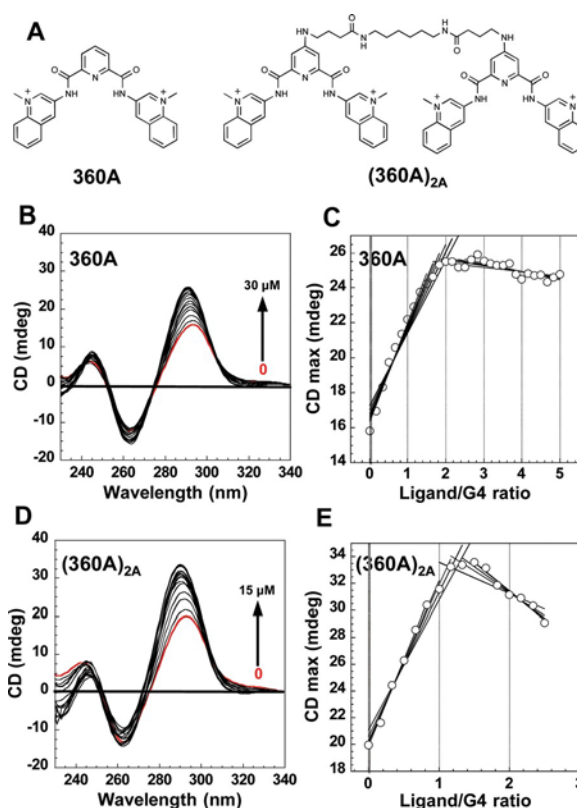 A
360A
(360A)2A
B
360A
30 µM
0
CD (mdeg)
40
30
20
10
0
-10
-20
240 260 280 300 320 340
Wavelength (nm)
C
360A
CD max (mdeg)
28
26
24
22
20
18
16
14
0 1 2 3 4 5
Ligand/G4 ratio
D
(360A)2A
15 µM
0
CD (mdeg)
40
30
20
10
0
-10
-20
240 260 280 300 320 340
Wavelength (nm)
E
(360A)2A
CD max (mdeg)
36
34
32
30
28
26
24
22
20
18
0 1 2 3
Ligand/G4 ratio